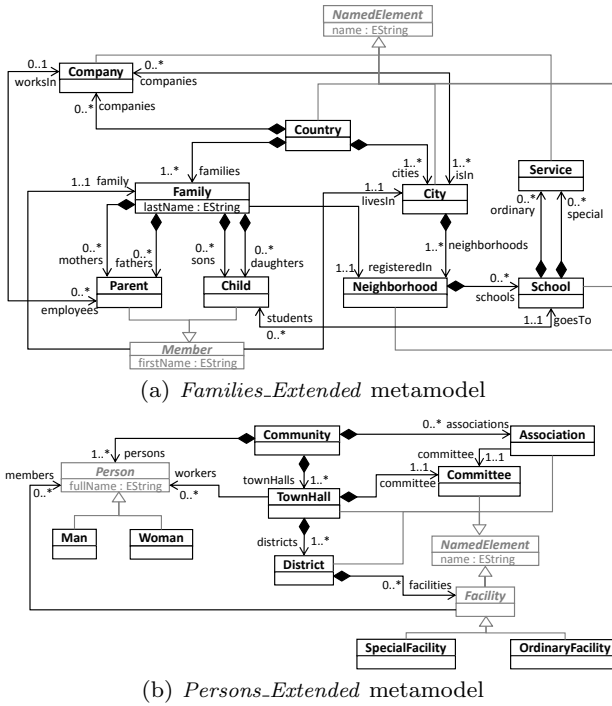 NamedElement
name : EString
0..1
worksIn
Company
0..*
companies
0..*
companies
Country
1..*
families
1..*
cities
1..*
isIn
Service
1..1
family
Family
lastName : EString
1..1
livesIn
City
0..*
ordinary
0..*
special
0..*
mothers
0..*
fathers
0..*
sons
0..*
daughters
1..*
neighborhoods
Parent
Child
1..1
registeredIn
Neighborhood
0..*
schools
School
0..*
employees
students
0..*
1..1
goesTo
Member
firstName : EString
(a) Families_Extended metamodel
1..*
persons
Community
0..*
associations
Association
members
0..*
Person
fullName : EString
workers
0..*
townHalls
1..*
1..1
committee
committee
1..1
Committee
TownHall
Man
Woman
districts
1..*
NamedElement
name : EString
District
0..*
facilities
Facility
SpecialFacility
OrdinaryFacility
(b) Persons_Extended metamodel